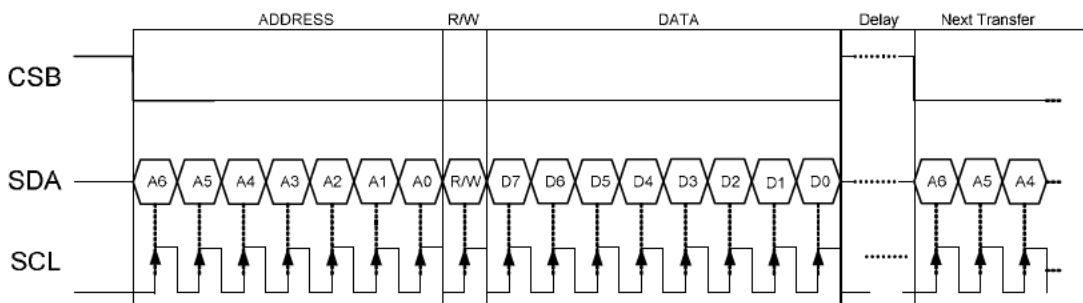 ADDRESS R/W DATA Delay Next Transfer
CSB
SDA A6 A5 A4 A3 A2 A1 A0 R/W D7 D6 D5 D4 D3 D2 D1 D0 A6 A5 A4
SCL